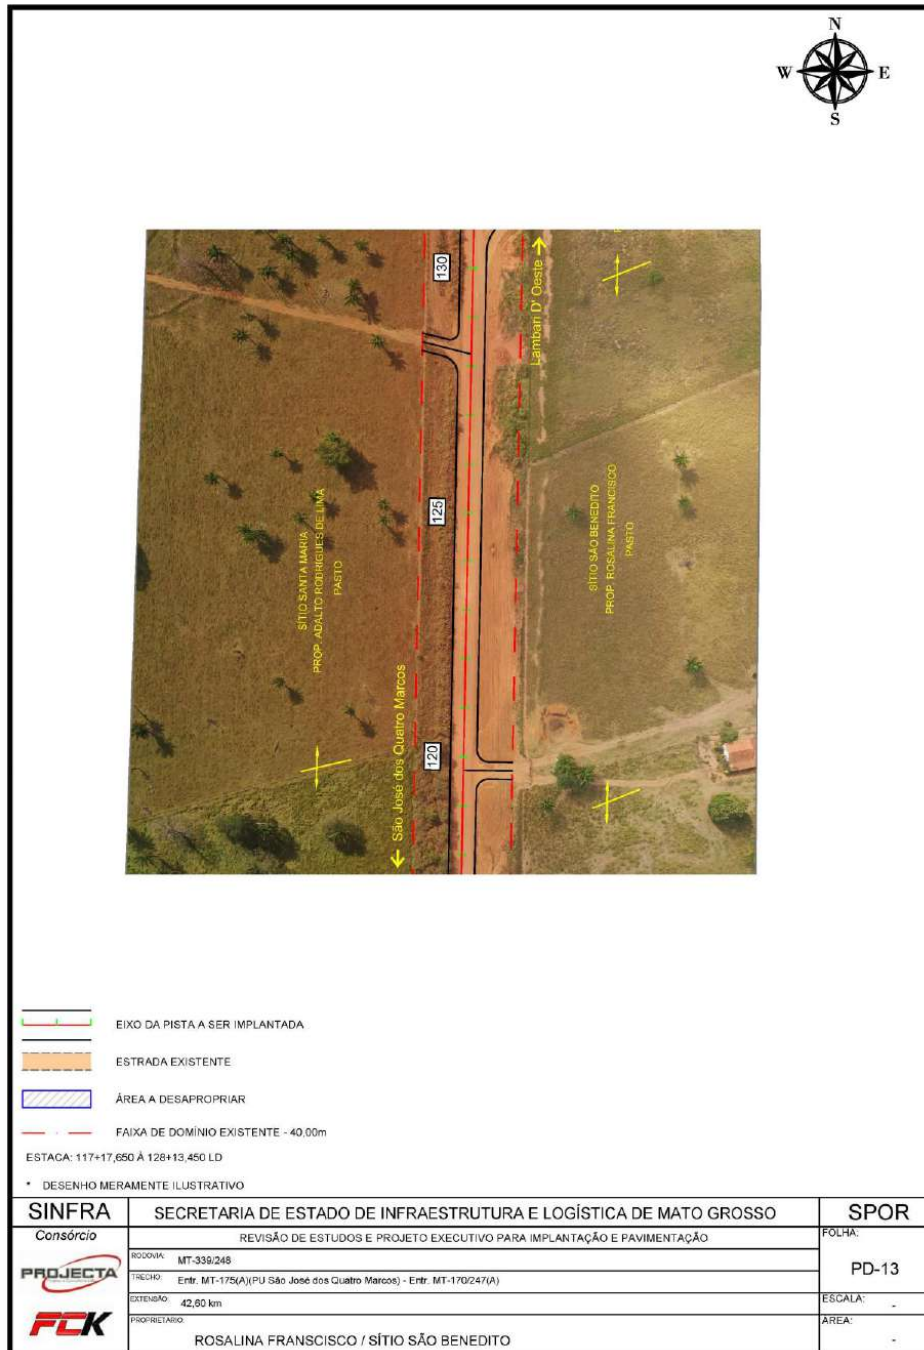 N
W E
S
130
Lambari D' Oeste
125
SÍTIO SANTA MARIA
PROP. ADALTO RODRIGUES DE LIMA
PASTO
SÍTIO SÃO BENEDITO
PROP. ROSALINA FRANCISCO
PASTO
São José dos Quatro Marcos
120
EIXO DA PISTA A SER IMPLANTADA
ESTRADA EXISTENTE
ÁREA A DESAPROPRIAR
FAIXA DE DOMÍNIO EXISTENTE - 40,00m
ESTACA: 117+17,650 À 128+13,450 LD
* DESENHO MERAMENTE ILUSTRATIVO
SINFRA
Consórcio
PROJECTA
FCK
SECRETARIA DE ESTADO DE INFRAESTRUTURA E LOGÍSTICA DE MATO GROSSO
REVISÃO DE ESTUDOS E PROJETO EXECUTIVO PARA IMPLANTAÇÃO E PAVIMENTAÇÃO
RODOVIA: MT-339/248
TRECHO: Entr. MT-175(A)(PU São José dos Quatro Marcos) - Entr. MT-170/247(A)
EXTENSÃO: 42,60 km
PROPRIETÁRIO:
ROSALINA FRANSCISCO / SÍTIO SÃO BENEDITO
SPOR
FOLHA:
PD-13
ESCALA: -
ÁREA: -